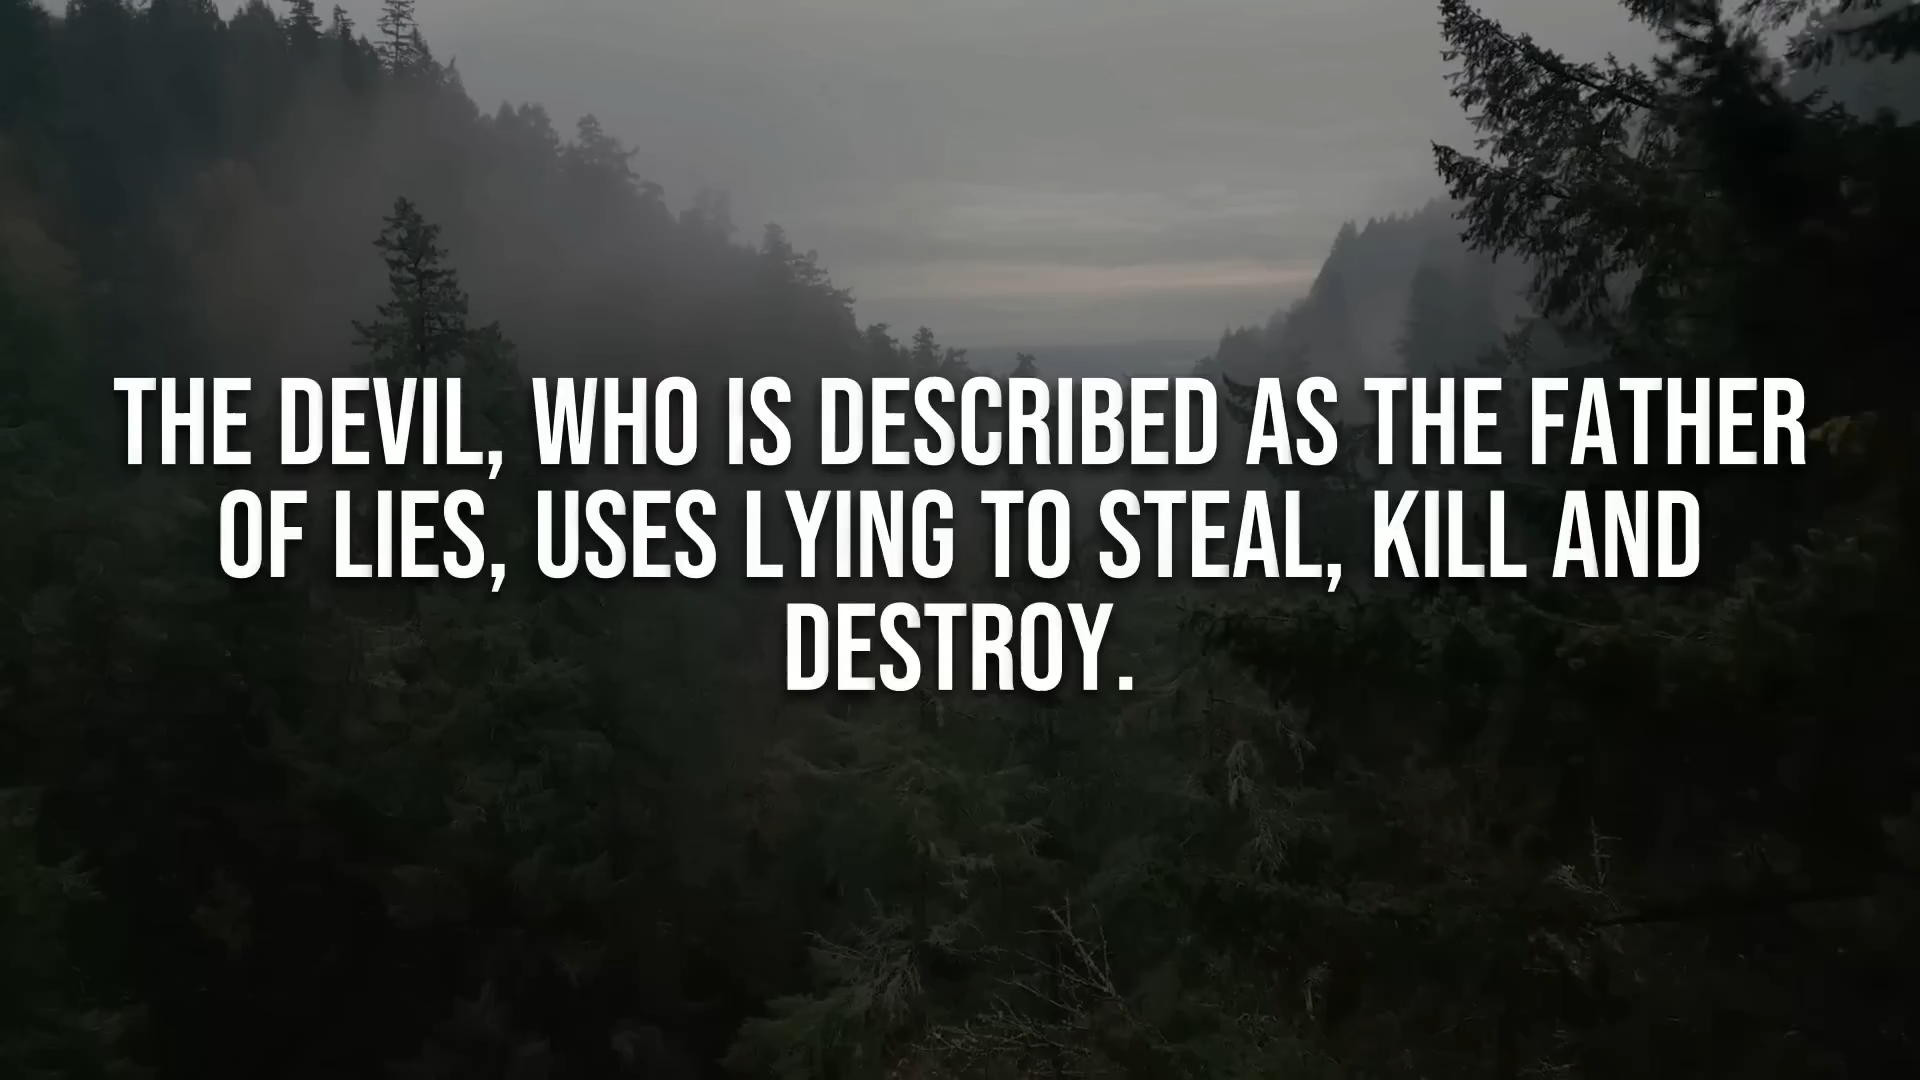 THE DEVIL, WHO IS DESCRIBED AS THE FATHER
OF LIES, USES LYING TO STEAL, KILL AND
DESTROY.